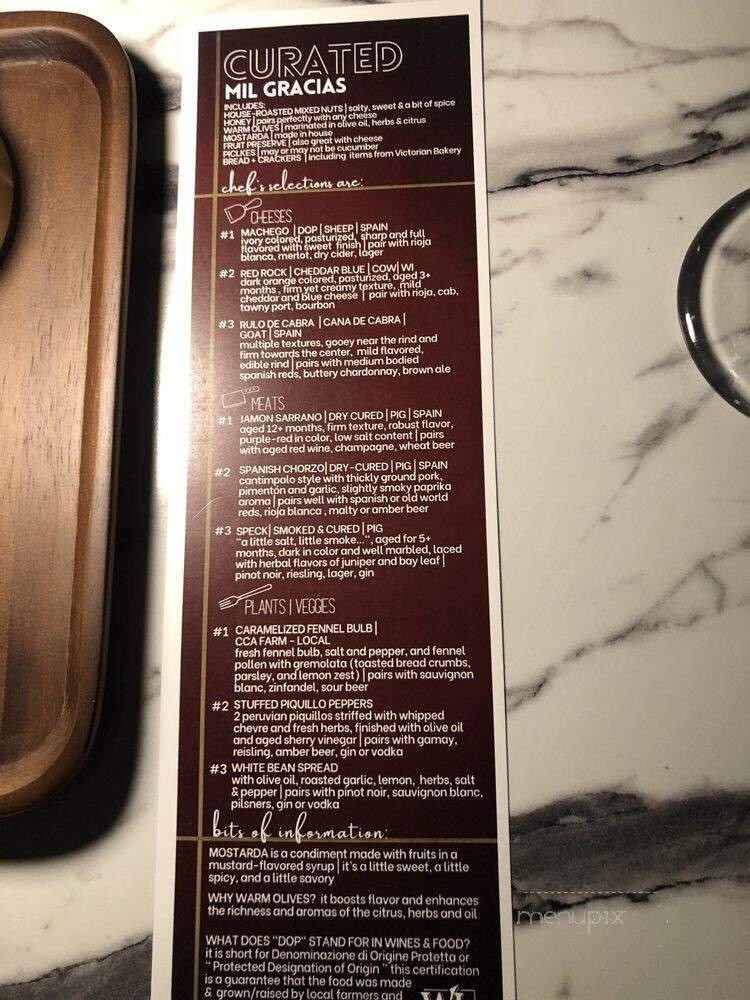 CURATED
MIL GRACIAS
INCLUDES:
HOUSE-ROASTED MIXED NUTS | salty, sweet & a bit of spice
HONEY | pairs perfectly with any cheese
WARM OLIVES | marinated in olive oil, herbs & citrus
MOSTARDA | made in house
FRUIT PRESERVE | also great with cheese
PICLKES | may or may not be cucumber
BREAD + CRACKERS | including items from Victorian Bakery
chef's selections are:
CHEESES
#1 MACHEGO | DOP | SHEEP | SPAIN
ivory colored, pasturized, sharp and full
flavored with sweet finish | pair with rioja
blanca, merlot, dry cider, lager
#2 RED ROCK | CHEDDAR BLUE | COW | WI
dark orange colored, pasturized, aged 3+
months, firm yet creamy texture, mild
cheddar and blue cheese | pair with rioja, cab,
tawny port, bourbon
#3 RULO DE CABRA | CANA DE CABRA |
GOAT | SPAIN
multiple textures, gooey near the rind and
firm towards the center, mild flavored,
edible rind | pairs with medium bodied
spanish reds, buttery chardonnay, brown ale
MEATS
#1 JAMON SARRANO | DRY CURED | PIG | SPAIN
aged 12+ months, firm texture, robust flavor,
purple-red in color, low salt content | pairs
with aged red wine, champagne, wheat beer
#2 SPANISH CHORZO | DRY-CURED | PIG | SPAIN
cantimpalo style with thickly ground pork,
pimentón and garlic, slightly smoky paprika
aroma | pairs well with spanish or old world
reds, rioja blanca , malty or amber beer
#3 SPECK | SMOKED & CURED | PIG
"a little salt, little smoke...", aged for 5+
months, dark in color and well marbled, laced
with herbal flavors of juniper and bay leaf |
pinot noir, riesling, lager, gin
PLANTS | VEGGIES
#1 CARAMELIZED FENNEL BULB |
CCA FARM - LOCAL
fresh fennel bulb, salt and pepper, and fennel
pollen with gremolata (toasted bread crumbs,
parsley, and lemon zest) | pairs with sauvignon
blanc, zinfandel, sour beer
#2 STUFFED PIQUILLO PEPPERS
2 peruvian piquillos striffed with whipped
chevre and fresh herbs, finished with olive oil
and aged sherry vinegar | pairs with gamay,
reisling, amber beer, gin or vodka
#3 WHITE BEAN SPREAD
with olive oil, roasted garlic, lemon, herbs, salt
& pepper | pairs with pinot noir, sauvignon blanc,
pilsners, gin or vodka
bits of information:
MOSTARDA is a condiment made with fruits in a
mustard-flavored syrup | it's a little sweet, a little
spicy, and a little savory
WHY WARM OLIVES? it boosts flavor and enhances
the richness and aromas of the citrus, herbs and oil
WHAT DOES "DOP" STAND FOR IN WINES & FOOD?
it is short for Denominazione di Origine Protetta or
" Protected Designation of Origin " this certification
is a guarantee that the food was made
& grown/raised by local farmers and
menupix